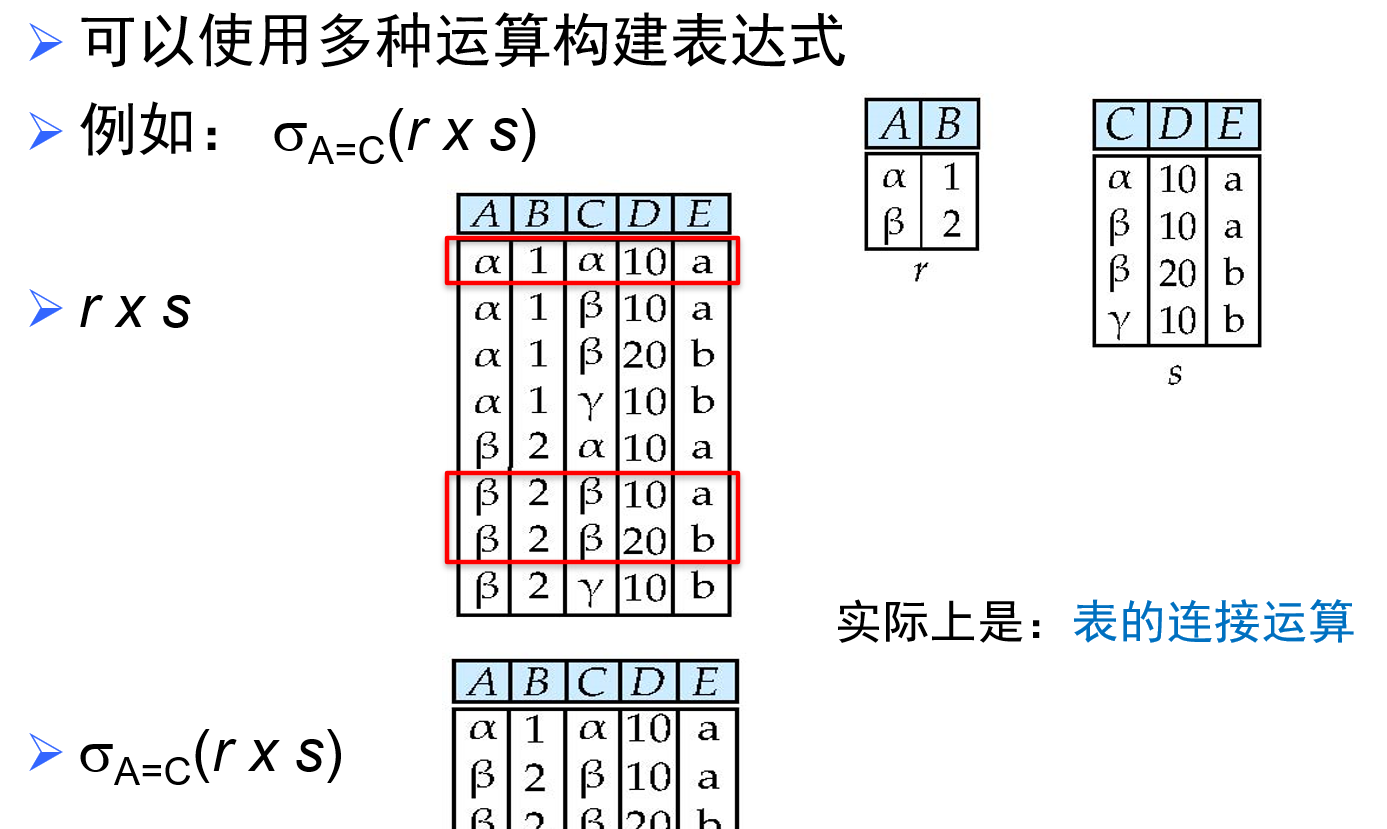 可以使用多种运算构建表达式
例如： σA=C(r x s)
A B
α 1
β 2
r
C D E
α 10 a
β 10 a
β 20 b
γ 10 b
s
r x s
A B C D E
α 1 α 10 a
α 1 β 10 a
α 1 β 20 b
α 1 γ 10 b
β 2 α 10 a
β 2 β 10 a
β 2 β 20 b
β 2 γ 10 b
实际上是：表的连接运算
σA=C(r x s)
A B C D E
α 1 α 10 a
β 2 β 10 a
β 2 β 20 b